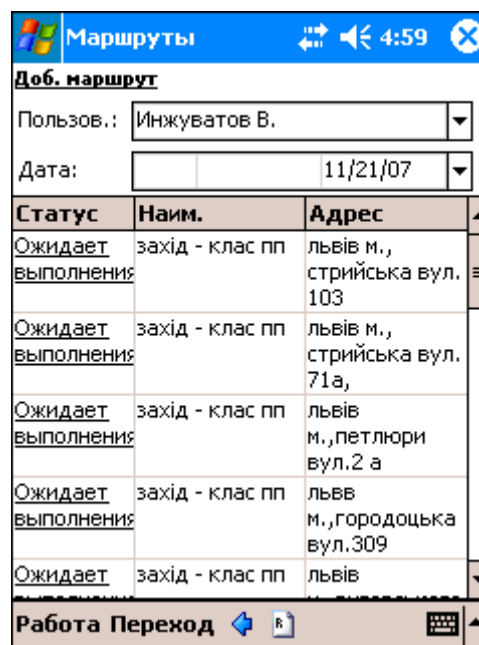 Маршруты 4:59
Доб. маршрут
Пользов.: Инжуватов В.
Дата: 11/21/07
Статус Наим. Адрес
Ожидает захід - клас пп львів м.,
выполнения стрийська вул.
103
Ожидает захід - клас пп львів м.,
выполнения стрийська вул.
71а,
Ожидает захід - клас пп львів
выполнения м.,петлюри
вул.2 а
Ожидает захід - клас пп львв
выполнения м.,городоцька
вул.309
Ожидает захід - клас пп львів
Работа Переход